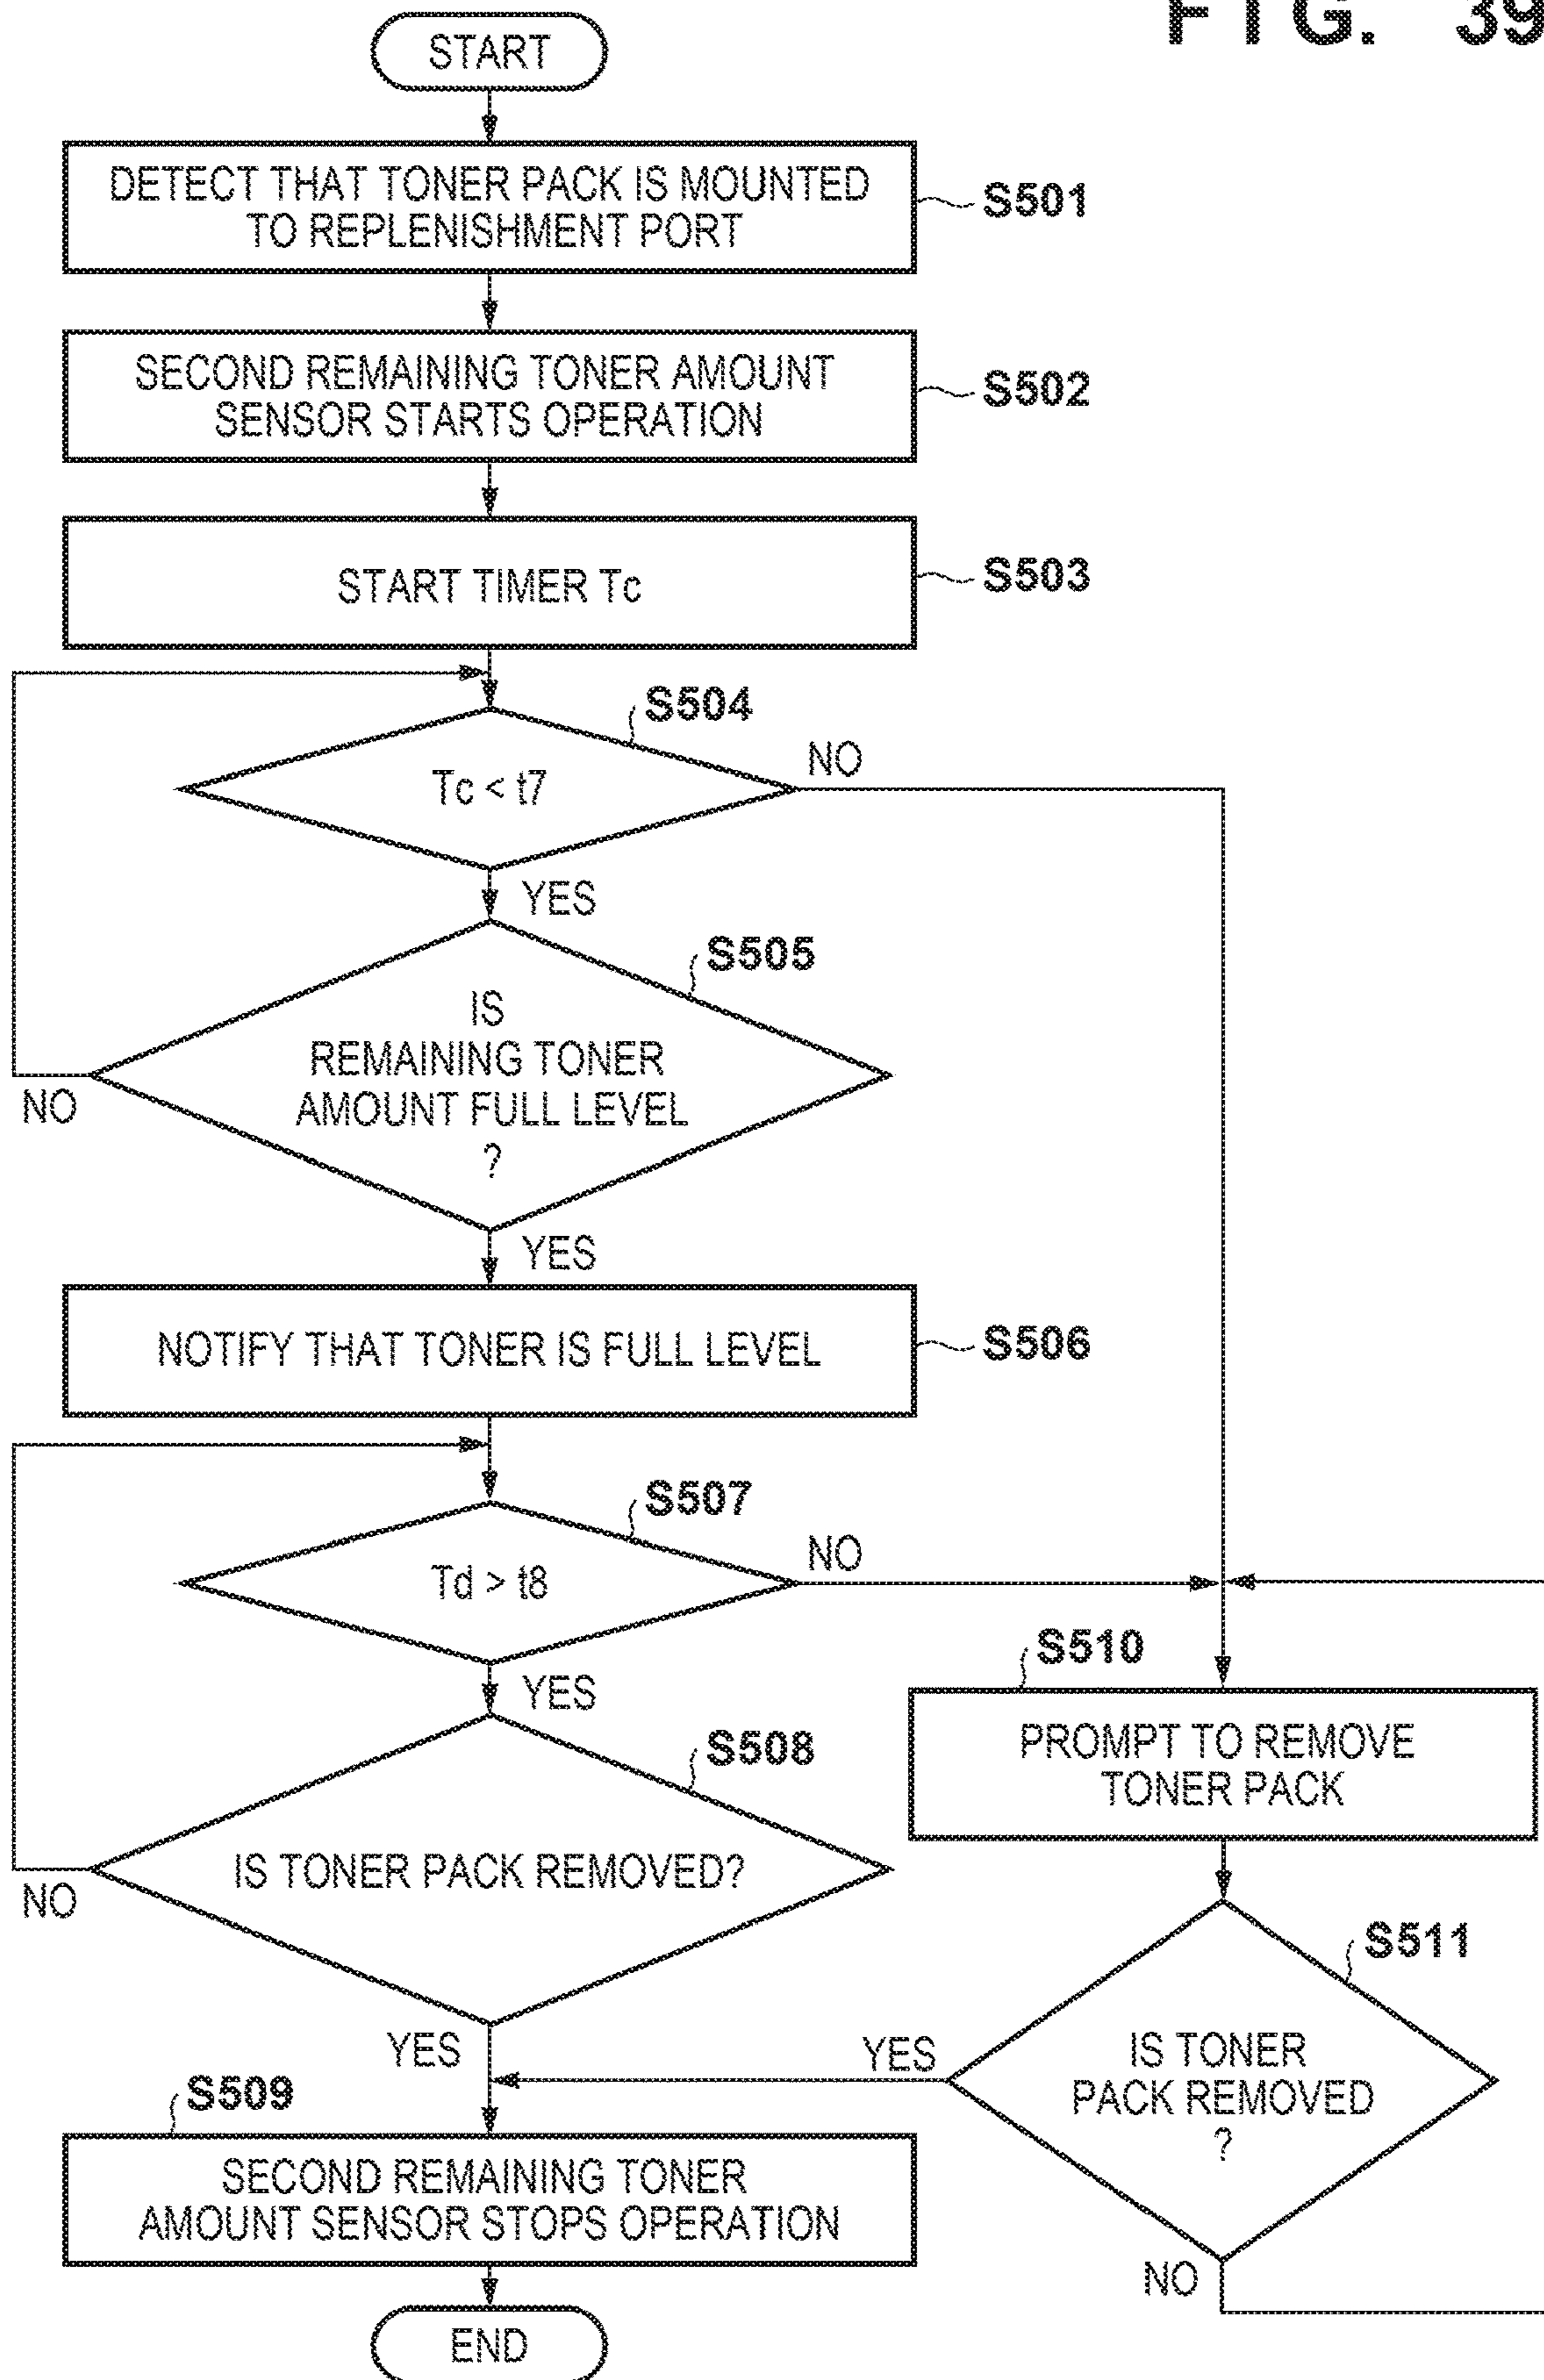 FIG. 39
START
DETECT THAT TONER PACK IS MOUNTED
TO REPLENISHMENT PORT
S501
SECOND REMAINING TONER AMOUNT
SENSOR STARTS OPERATION
S502
START TIMER Tc
S503
S504
Tc < t7
NO
YES
S505
IS
REMAINING TONER
AMOUNT FULL LEVEL
?
NO
YES
NOTIFY THAT TONER IS FULL LEVEL
S506
S507
Td > t8
NO
YES
S510
PROMPT TO REMOVE
TONER PACK
S508
IS TONER PACK REMOVED?
NO
YES
S511
IS TONER
PACK REMOVED
?
YES
NO
S509
SECOND REMAINING TONER
AMOUNT SENSOR STOPS OPERATION
END